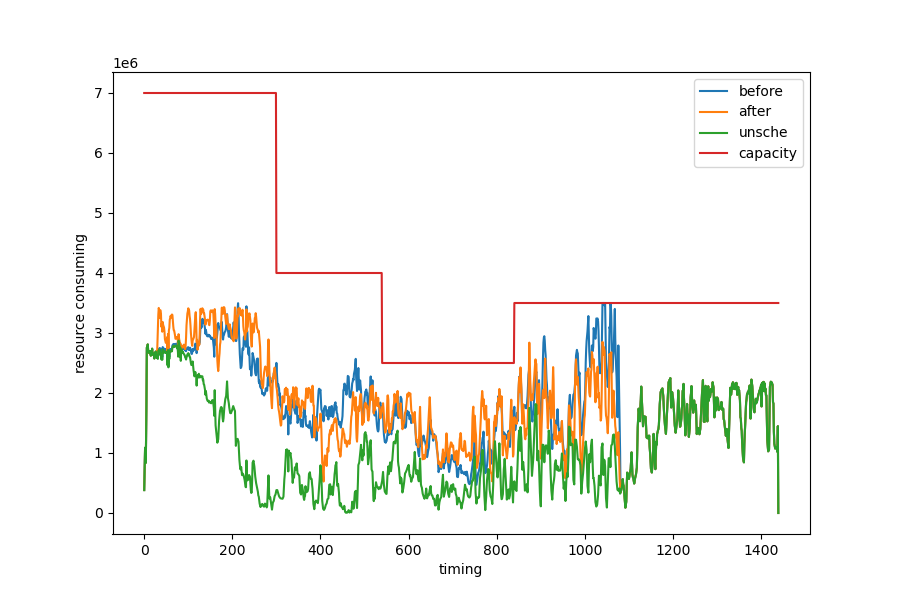 1e6
7
6
5
4
3
2
1
0
resource consuming
before
after
unsche
capacity
0 200 400 600 800 1000 1200 1400
timing